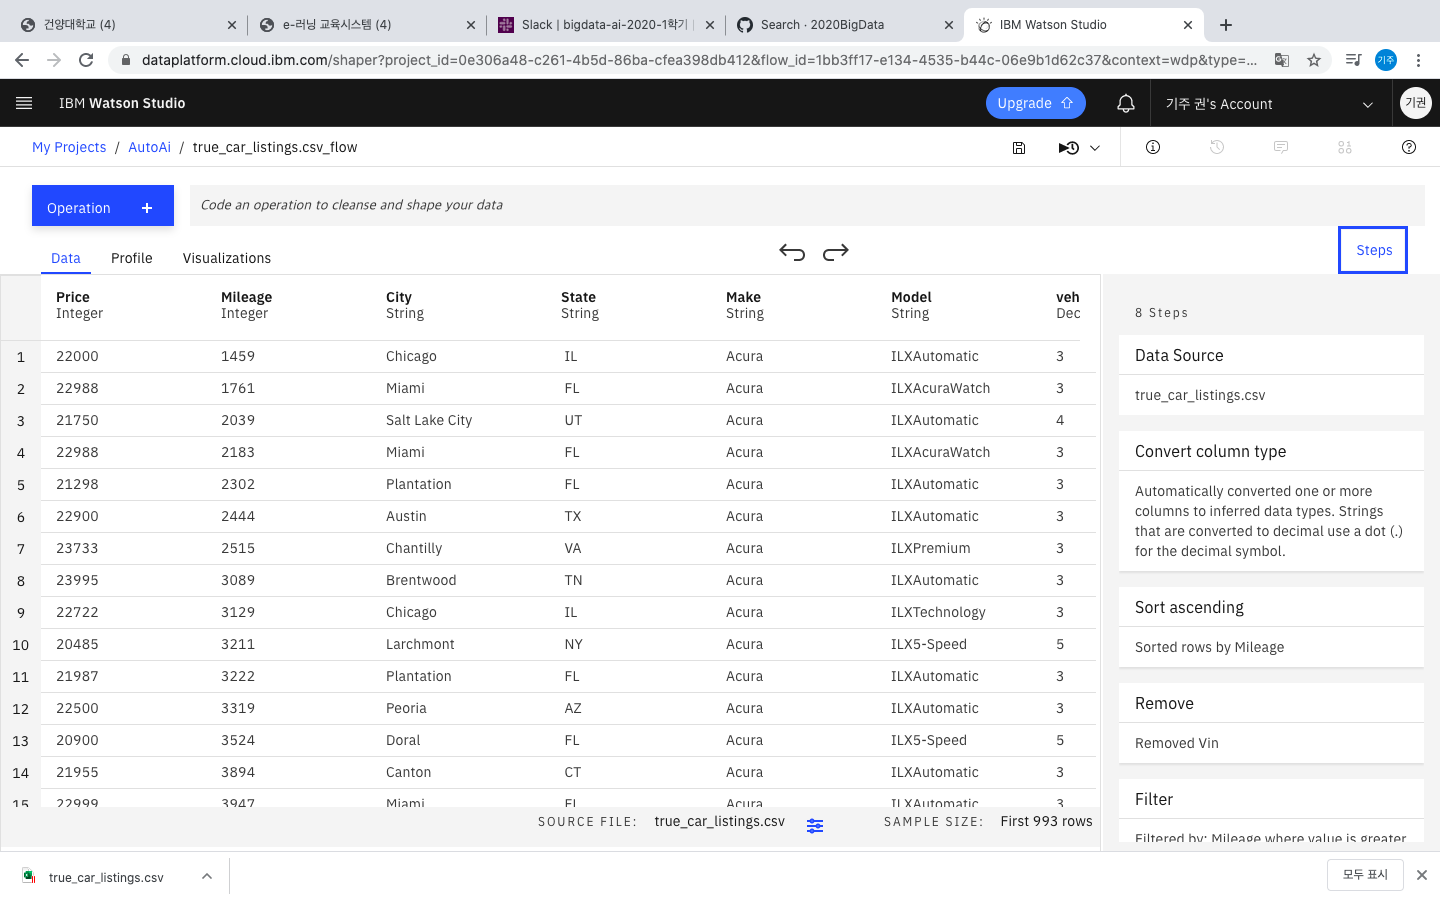 건양대학교 (4)
e-러닝 교육시스템 (4)
Slack | bigdata-ai-2020-1학기 |
Search · 2020BigData
IBM Watson Studio
dataplatform.cloud.ibm.com/shaper?project_id=0e306a48-c261-4b5d-86ba-cfea398db412&flow_id=1bb3ff17-e134-4535-b44c-06e9b1d62c37&context=wdp&type=...
기주
IBM Watson Studio
Upgrade
기주 권's Account
기권
My Projects / AutoAi / true_car_listings.csv_flow
Operation +
Code an operation to cleanse and shape your data
Data Profile Visualizations
Steps
Price Mileage City State Make Model veh
Integer Integer String String String String Dec
1 22000 1459 Chicago IL Acura ILXAutomatic 3
2 22988 1761 Miami FL Acura ILXAcuraWatch 3
3 21750 2039 Salt Lake City UT Acura ILXAutomatic 4
4 22988 2183 Miami FL Acura ILXAcuraWatch 3
5 21298 2302 Plantation FL Acura ILXAutomatic 3
6 22900 2444 Austin TX Acura ILXAutomatic 3
7 23733 2515 Chantilly VA Acura ILXPremium 3
8 23995 3089 Brentwood TN Acura ILXAutomatic 3
9 22722 3129 Chicago IL Acura ILXTechnology 3
10 20485 3211 Larchmont NY Acura ILX5-Speed 5
11 21987 3222 Plantation FL Acura ILXAutomatic 3
12 22500 3319 Peoria AZ Acura ILXAutomatic 3
13 20900 3524 Doral FL Acura ILX5-Speed 5
14 21955 3894 Canton CT Acura ILXAutomatic 3
15 22999 3947 Miami FL Acura ILXAutomatic 3
SOURCE FILE: true_car_listings.csv
SAMPLE SIZE: First 993 rows
8 Steps
Data Source
true_car_listings.csv
Convert column type
Automatically converted one or more
columns to inferred data types. Strings
that are converted to decimal use a dot (.)
for the decimal symbol.
Sort ascending
Sorted rows by Mileage
Remove
Removed Vin
Filter
Filtered by: Mileage where value is greater
true_car_listings.csv
모두 표시